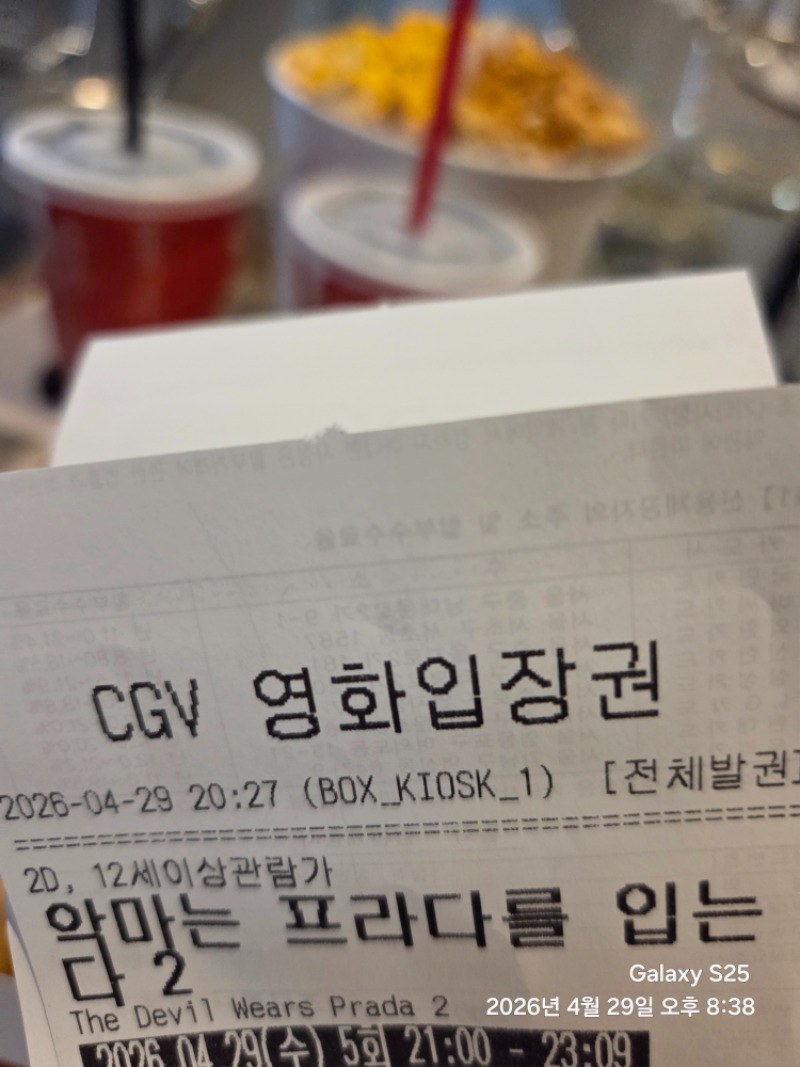 CGV 영화입장권
2026-04-29 20:27 (BOX_KIOSK_1) [전체발권]
2D, 12세이상관람가
악마는 프라다를 입는
다 2
The Devil Wears Prada 2
2026.04.29(수) 5회 21:00 - 23:09
Galaxy S25
2026년 4월 29일 오후 8:38